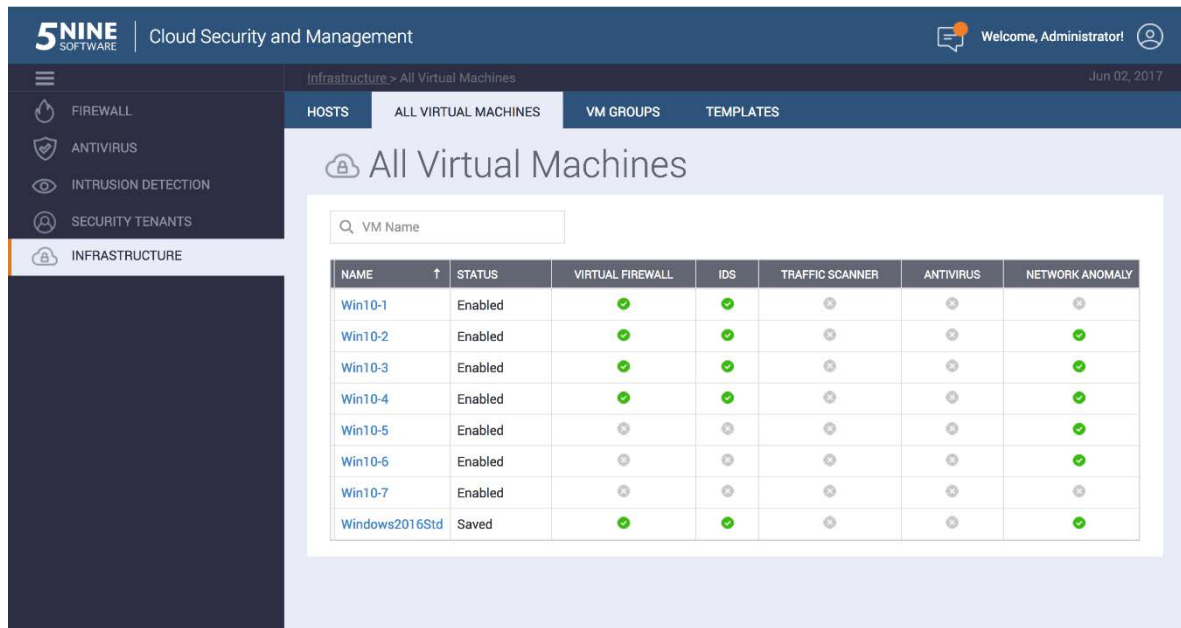 5NINE SOFTWARE Cloud Security and Management Welcome, Administrator!
Infrastructure > All Virtual Machines Jun 02, 2017
FIREWALL
ANTIVIRUS
INTRUSION DETECTION
SECURITY TENANTS
INFRASTRUCTURE
HOSTS ALL VIRTUAL MACHINES VM GROUPS TEMPLATES
All Virtual Machines
VM Name
NAME STATUS VIRTUAL FIREWALL IDS TRAFFIC SCANNER ANTIVIRUS NETWORK ANOMALY
Win10-1 Enabled
Win10-2 Enabled
Win10-3 Enabled
Win10-4 Enabled
Win10-5 Enabled
Win10-6 Enabled
Win10-7 Enabled
Windows2016Std Saved